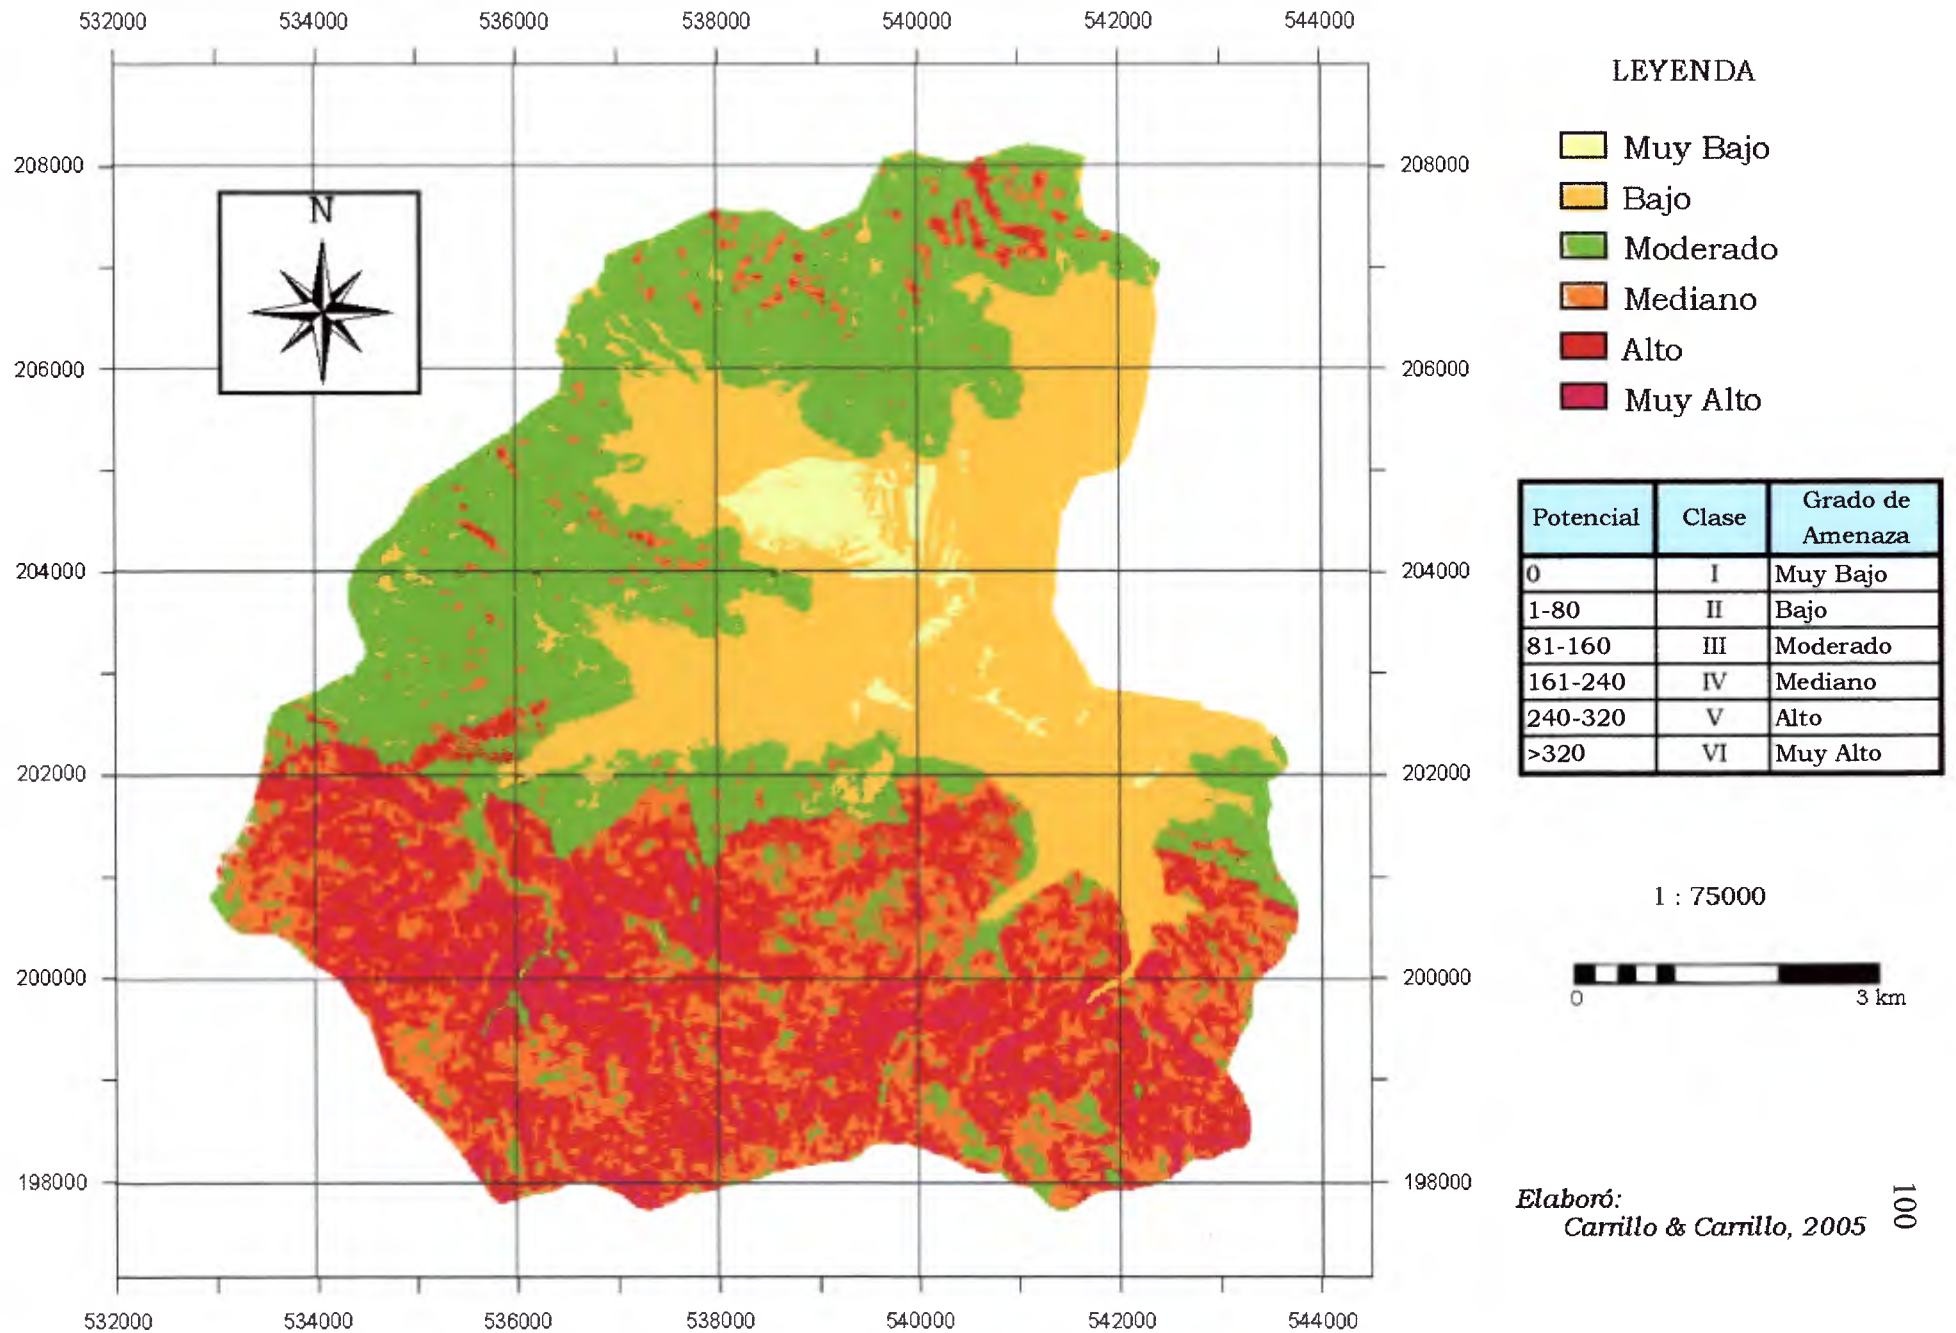 532000 534000 536000 538000 540000 542000 544000
208000 208000
206000 206000
204000 204000
202000 202000
200000 200000
198000 198000
532000 534000 536000 538000 540000 542000 544000
N
LEYENDA
Muy Bajo
Bajo
Moderado
Mediano
Alto
Muy Alto
Potencial Clase Grado de Amenaza
0 I Muy Bajo
1-80 II Bajo
81-160 III Moderado
161-240 IV Mediano
240-320 V Alto
>320 VI Muy Alto
1 : 75000
0 3 km
Elaboró:
Carrillo & Carrillo, 2005
100